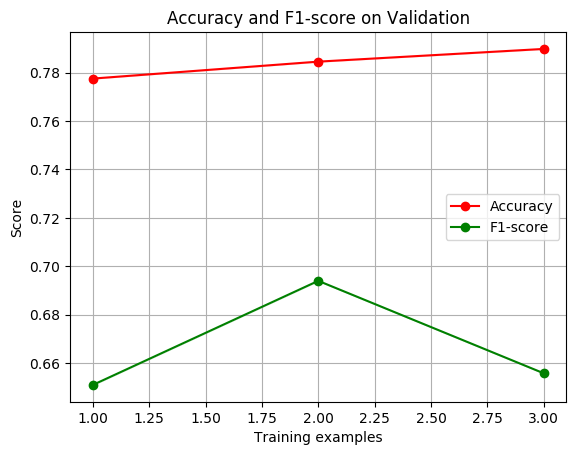 Accuracy and F1-score on Validation
0.78
0.76
0.74
0.72
0.70
0.68
0.66
Score
Accuracy
F1-score
1.00 1.25 1.50 1.75 2.00 2.25 2.50 2.75 3.00
Training examples